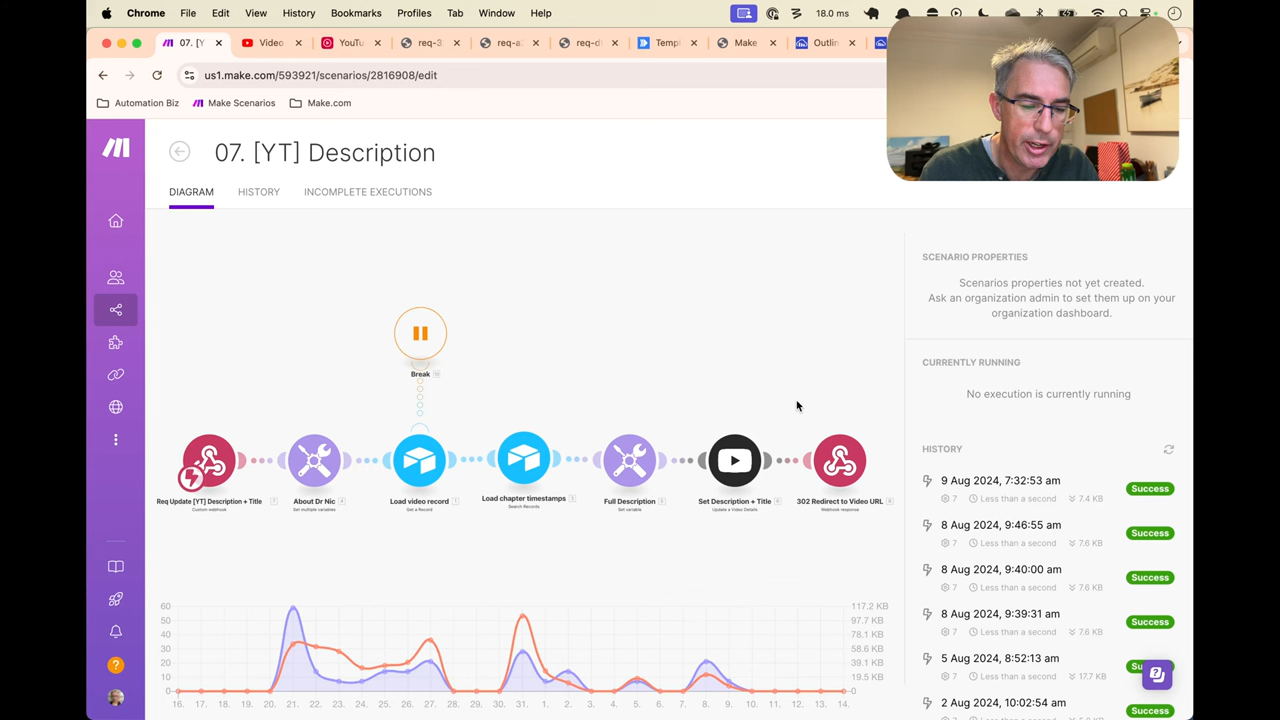 Chrome File Edit View History Bookmarks Profiles Tab Window Help 18.0 ms
07. [Y Video YouTu req-3 req-a req-d Templ Make Outlin
us1.make.com/593921/scenarios/2816908/edit
Automation Biz Make Scenarios Make.com
07. [YT] Description
DIAGRAM HISTORY INCOMPLETE EXECUTIONS
SCENARIO PROPERTIES
Scenarios properties not yet created.
Ask an organization admin to set them up on your
organization dashboard.
CURRENTLY RUNNING
No execution is currently running
Break
Req Update [YT] Description + Title
Custom webhook
About Dr Nic
Set multiple variables
Load video record
Get a Record
Load chapter timestamps
Search Records
Full Description
Set variable
Set Description + Title
Update a Video Details
302 Redirect to Video URL
Webhook response
HISTORY
9 Aug 2024, 7:32:53 am Success
7 Less than a second 7.4 KB
8 Aug 2024, 9:46:55 am Success
7 Less than a second 7.6 KB
8 Aug 2024, 9:40:00 am Success
7 Less than a second 7.6 KB
8 Aug 2024, 9:39:31 am Success
7 Less than a second 7.6 KB
5 Aug 2024, 8:52:13 am
7 Less than a second 17.7 KB
2 Aug 2024, 10:02:54 am Success
60 117.2 KB
50 97.7 KB
40 78.1 KB
30 58.6 KB
20 39.1 KB
10 19.5 KB
0 0
16. 17. 18. 19. 20. 21. 22. 23. 24. 25. 26. 27. 28. 29. 30. 31. 1. 2. 3. 4. 5. 6. 7. 8. 9. 10. 11. 12. 13. 14.